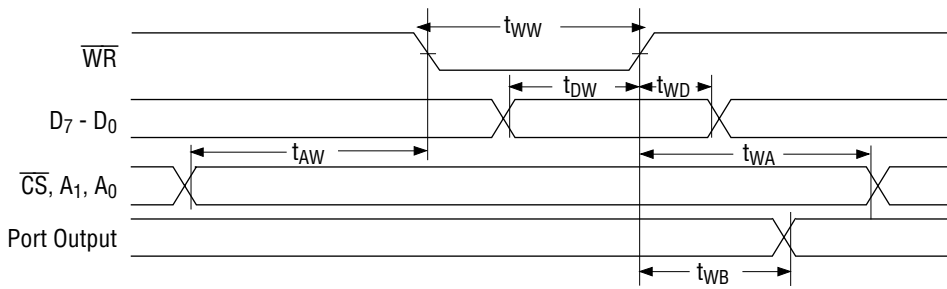 tWW
WR
tDW
tWD
D7 - D0
tAW
tWA
CS, A1, A0
Port Output
tWB